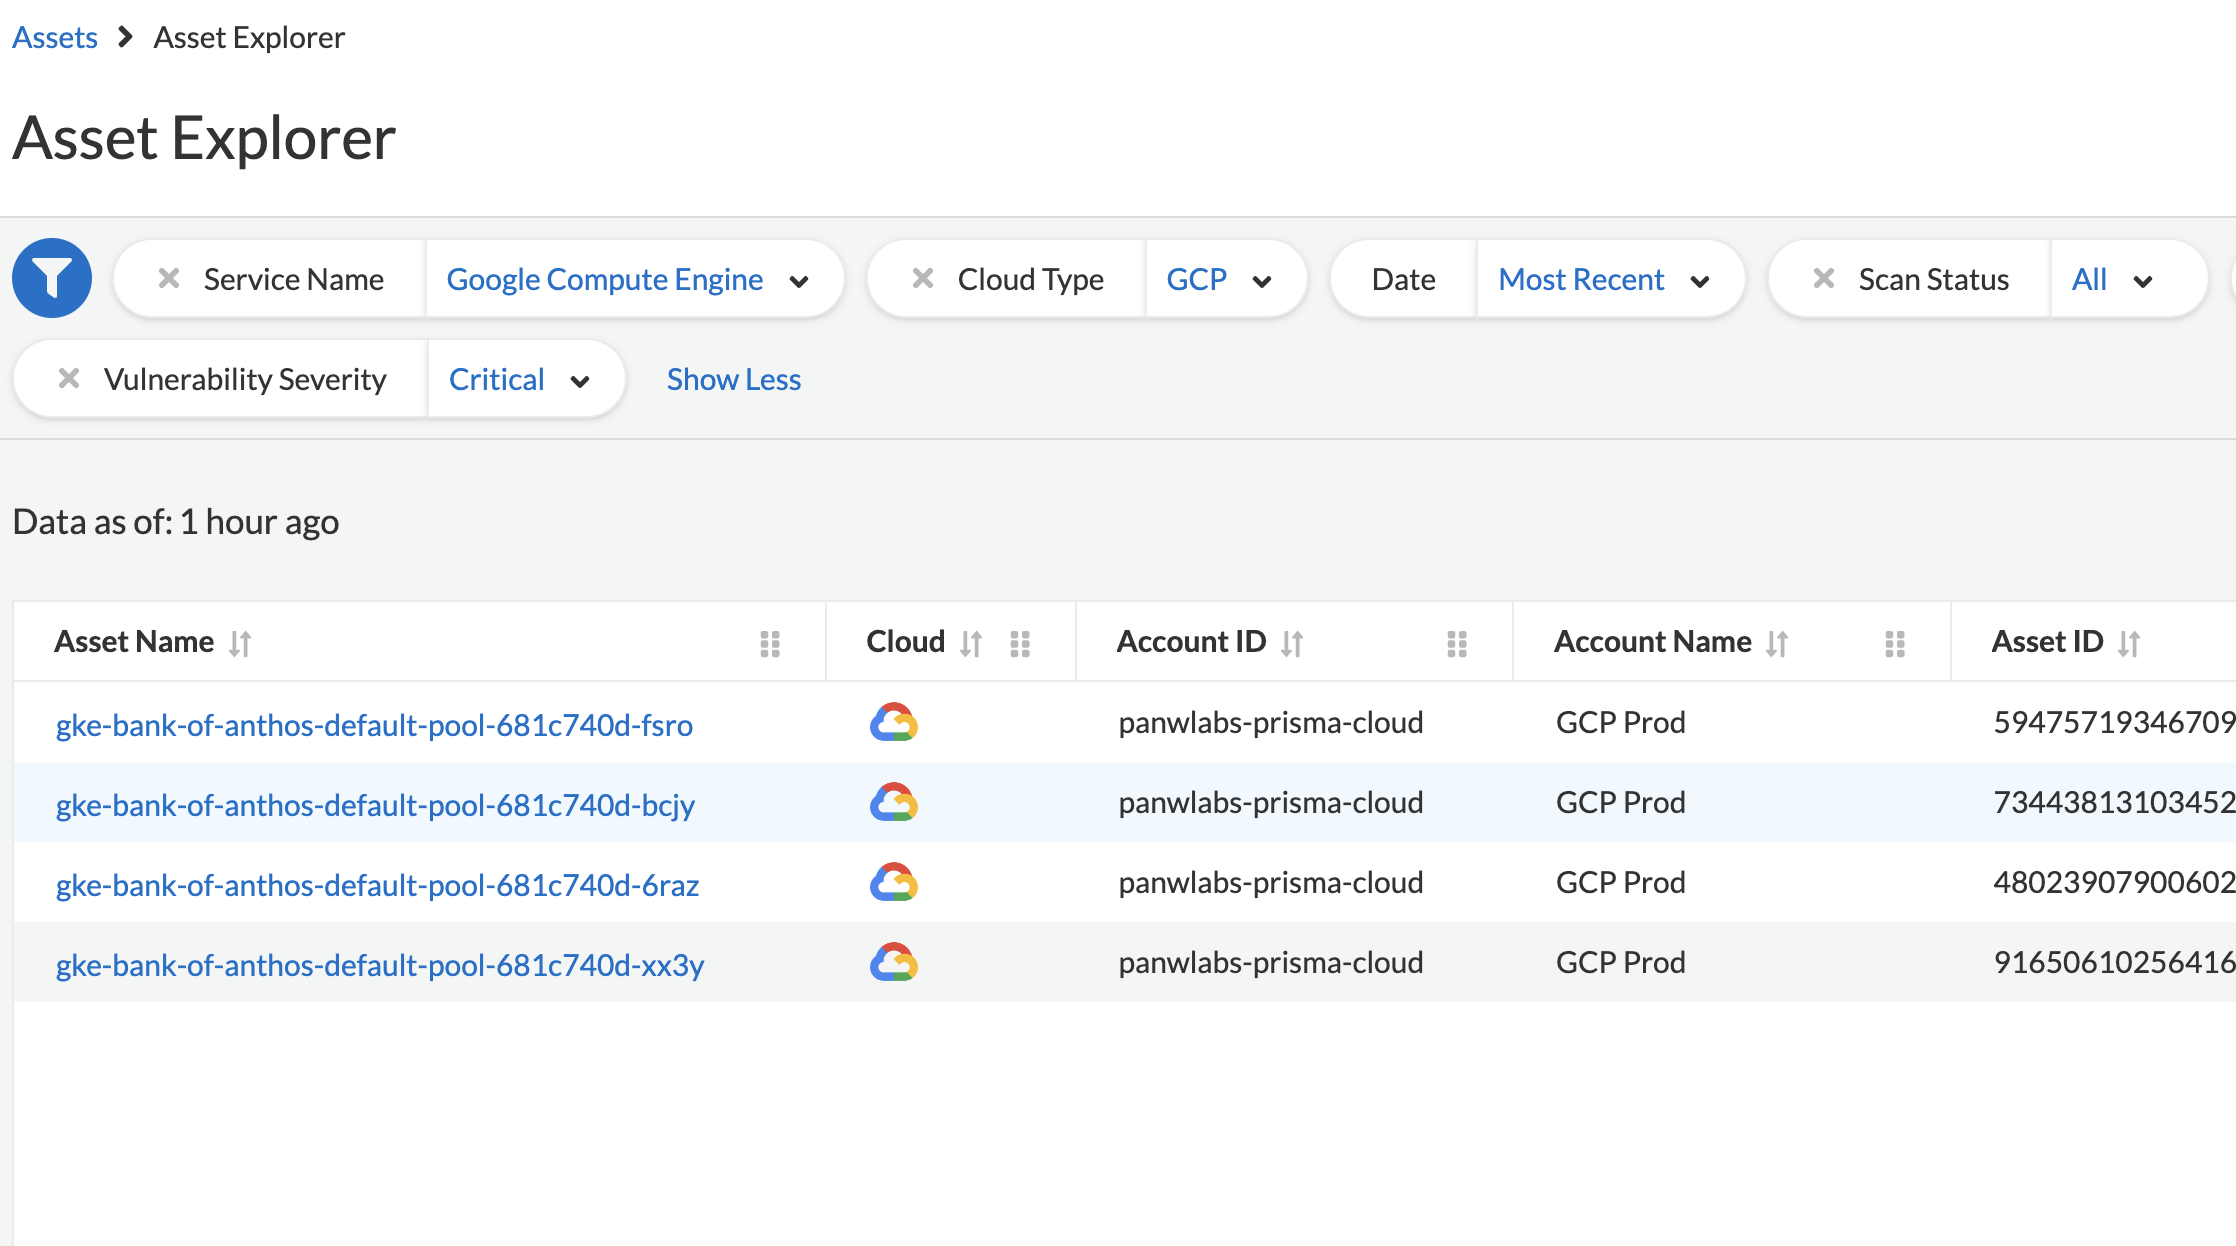 Assets > Asset Explorer
Asset Explorer
Service Name Google Compute Engine Cloud Type GCP Date Most Recent Scan Status All
Vulnerability Severity Critical Show Less
Data as of: 1 hour ago
Asset Name Cloud Account ID Account Name Asset ID
gke-bank-of-anthos-default-pool-681c740d-fsro panwlabs-prisma-cloud GCP Prod 59475719346709
gke-bank-of-anthos-default-pool-681c740d-bcjy panwlabs-prisma-cloud GCP Prod 73443813103452
gke-bank-of-anthos-default-pool-681c740d-6raz panwlabs-prisma-cloud GCP Prod 48023907900602
gke-bank-of-anthos-default-pool-681c740d-xx3y panwlabs-prisma-cloud GCP Prod 91650610256416